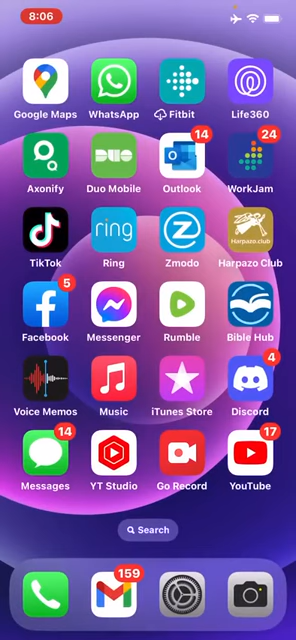 8:06
Google Maps WhatsApp Fitbit Life360
14 24
Axonify Duo Mobile Outlook WorkJam
DUO
ring
Harpazo.club
TikTok Ring Zmodo Harpazo Club
5
Facebook Messenger Rumble Bible Hub
4
Voice Memos Music iTunes Store Discord
14 17
Messages YT Studio Go Record YouTube
Search
159